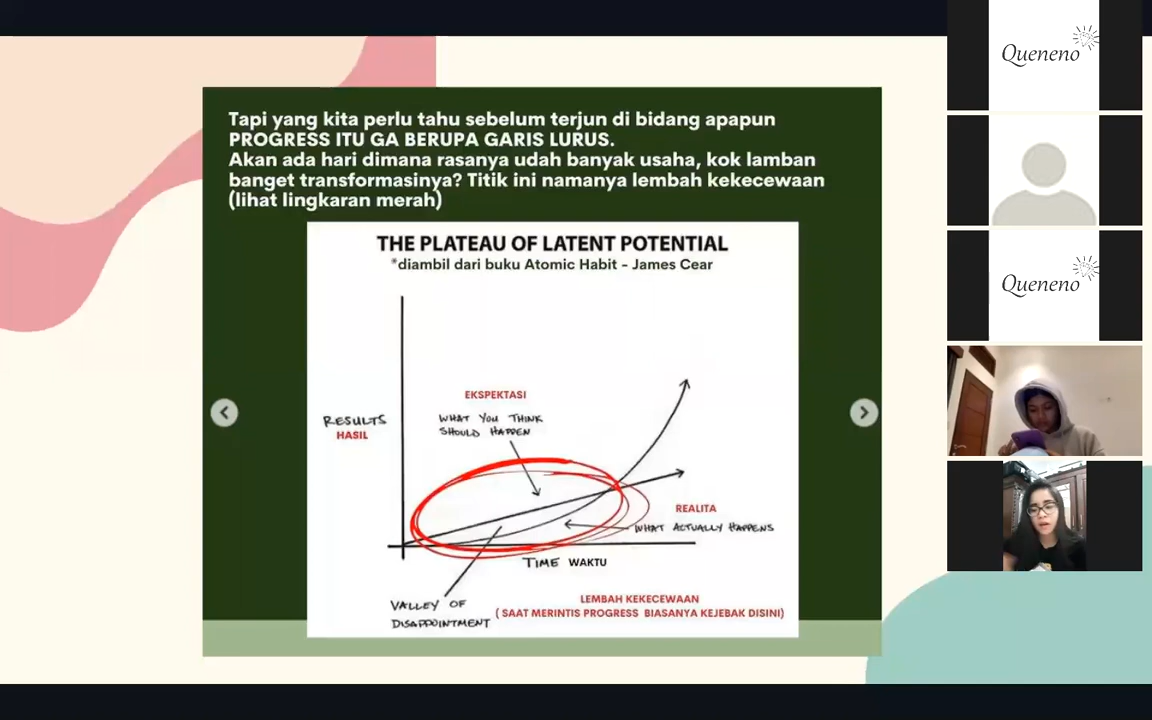 Tapi yang kita perlu tahu sebelum terjun di bidang apapun
PROGRESS ITU GA BERUPA GARIS LURUS.
Akan ada hari dimana rasanya udah banyak usaha, kok lamban
banget transformasinya? Titik ini namanya lembah kekecewaan
(lihat lingkaran merah)
THE PLATEAU OF LATENT POTENTIAL
*diambil dari buku Atomic Habit - James Cear
EKSPEKTASI
WHAT YOU THINK
SHOULD HAPPEN
RESULTS
HASIL
REALITA
WHAT ACTUALLY HAPPENS
TIME WAKTU
VALLEY OF
DISAPPOINTMENT
LEMBAH KEKECEWAAN
( SAAT MERINTIS PROGRESS BIASANYA KEJEBAK DISINI)
Queneno
Queneno